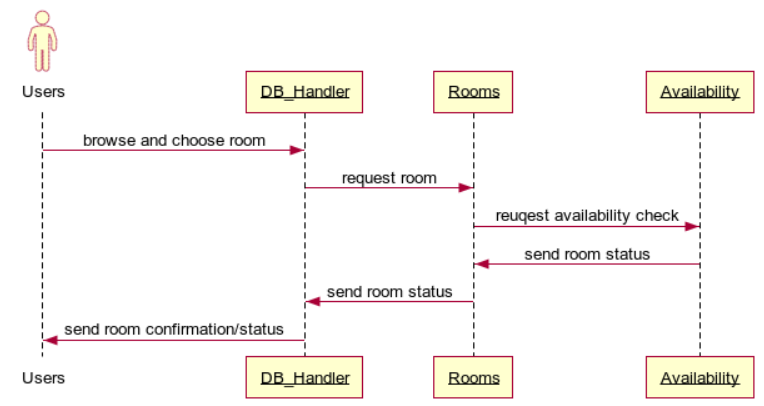 Users
DB_Handler
Rooms
Availability
browse and choose room
request room
reuqest availability check
send room status
send room status
send room confirmation/status
Users
DB_Handler
Rooms
Availability